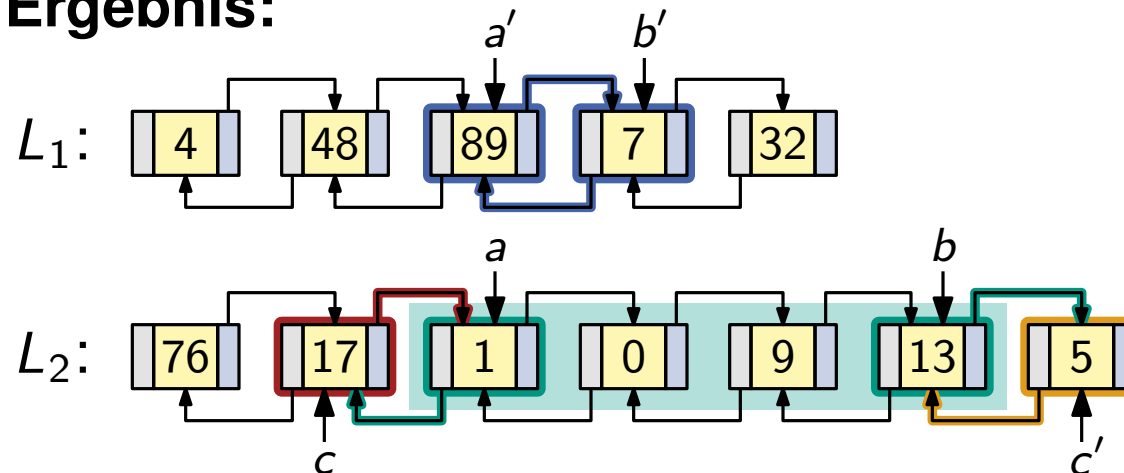 Ergebnis:
a′ b′
L₁: 4 48 89 7 32
a b
L₂: 76 17 1 0 9 13 5
c c′